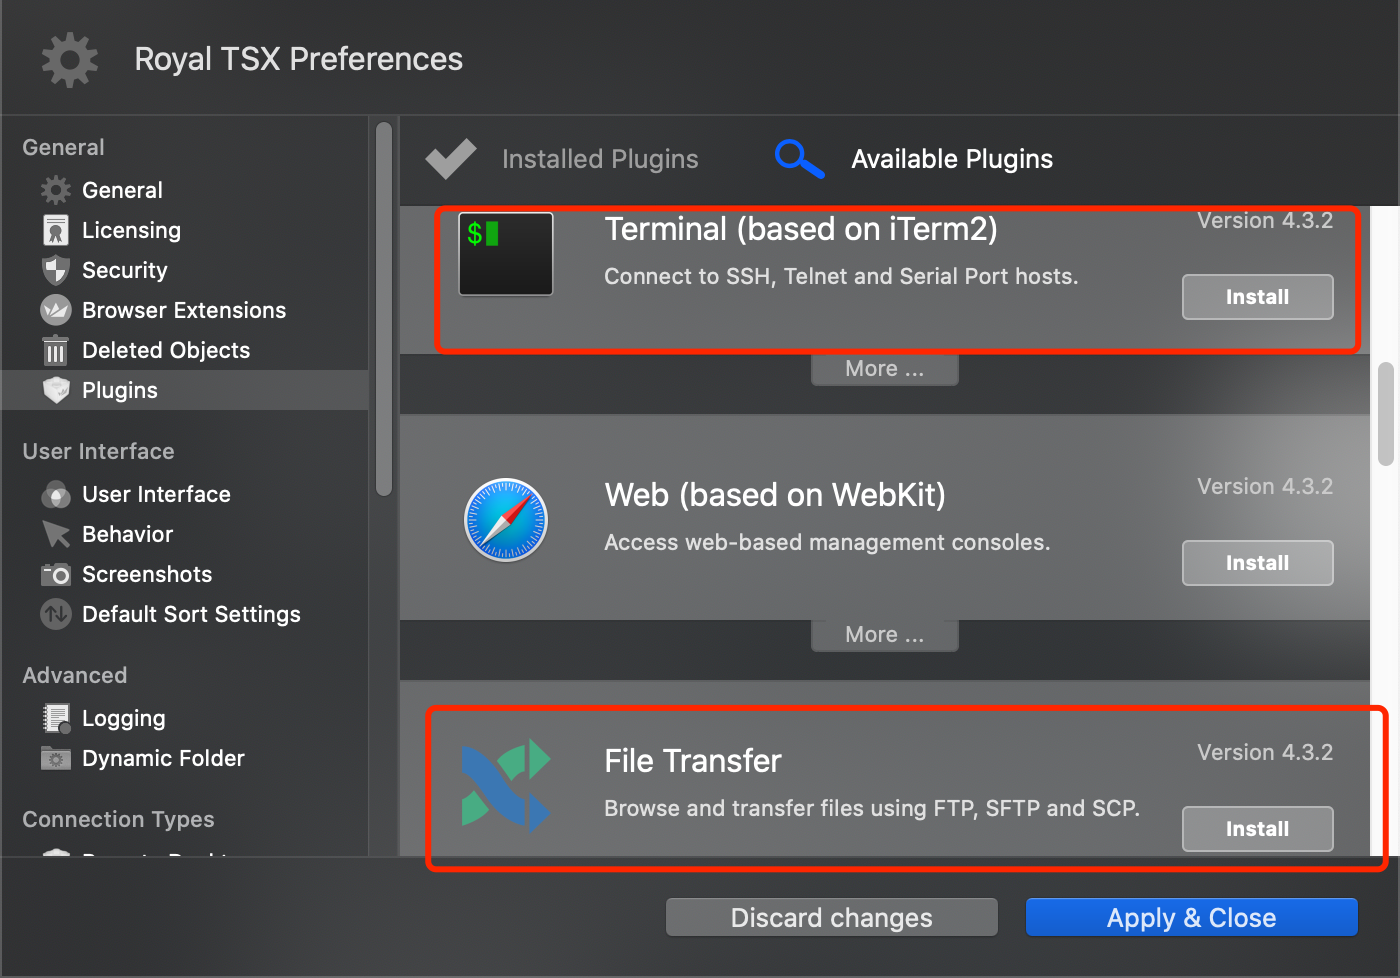 Royal TSX Preferences
General
General
Licensing
Security
Browser Extensions
Deleted Objects
Plugins
User Interface
User Interface
Behavior
Screenshots
Default Sort Settings
Advanced
Logging
Dynamic Folder
Connection Types
Installed Plugins
Available Plugins
$
Terminal (based on iTerm2)
Version 4.3.2
Connect to SSH, Telnet and Serial Port hosts.
Install
More ...
Web (based on WebKit)
Version 4.3.2
Access web-based management consoles.
Install
More ...
File Transfer
Version 4.3.2
Browse and transfer files using FTP, SFTP and SCP.
Install
Discard changes
Apply & Close